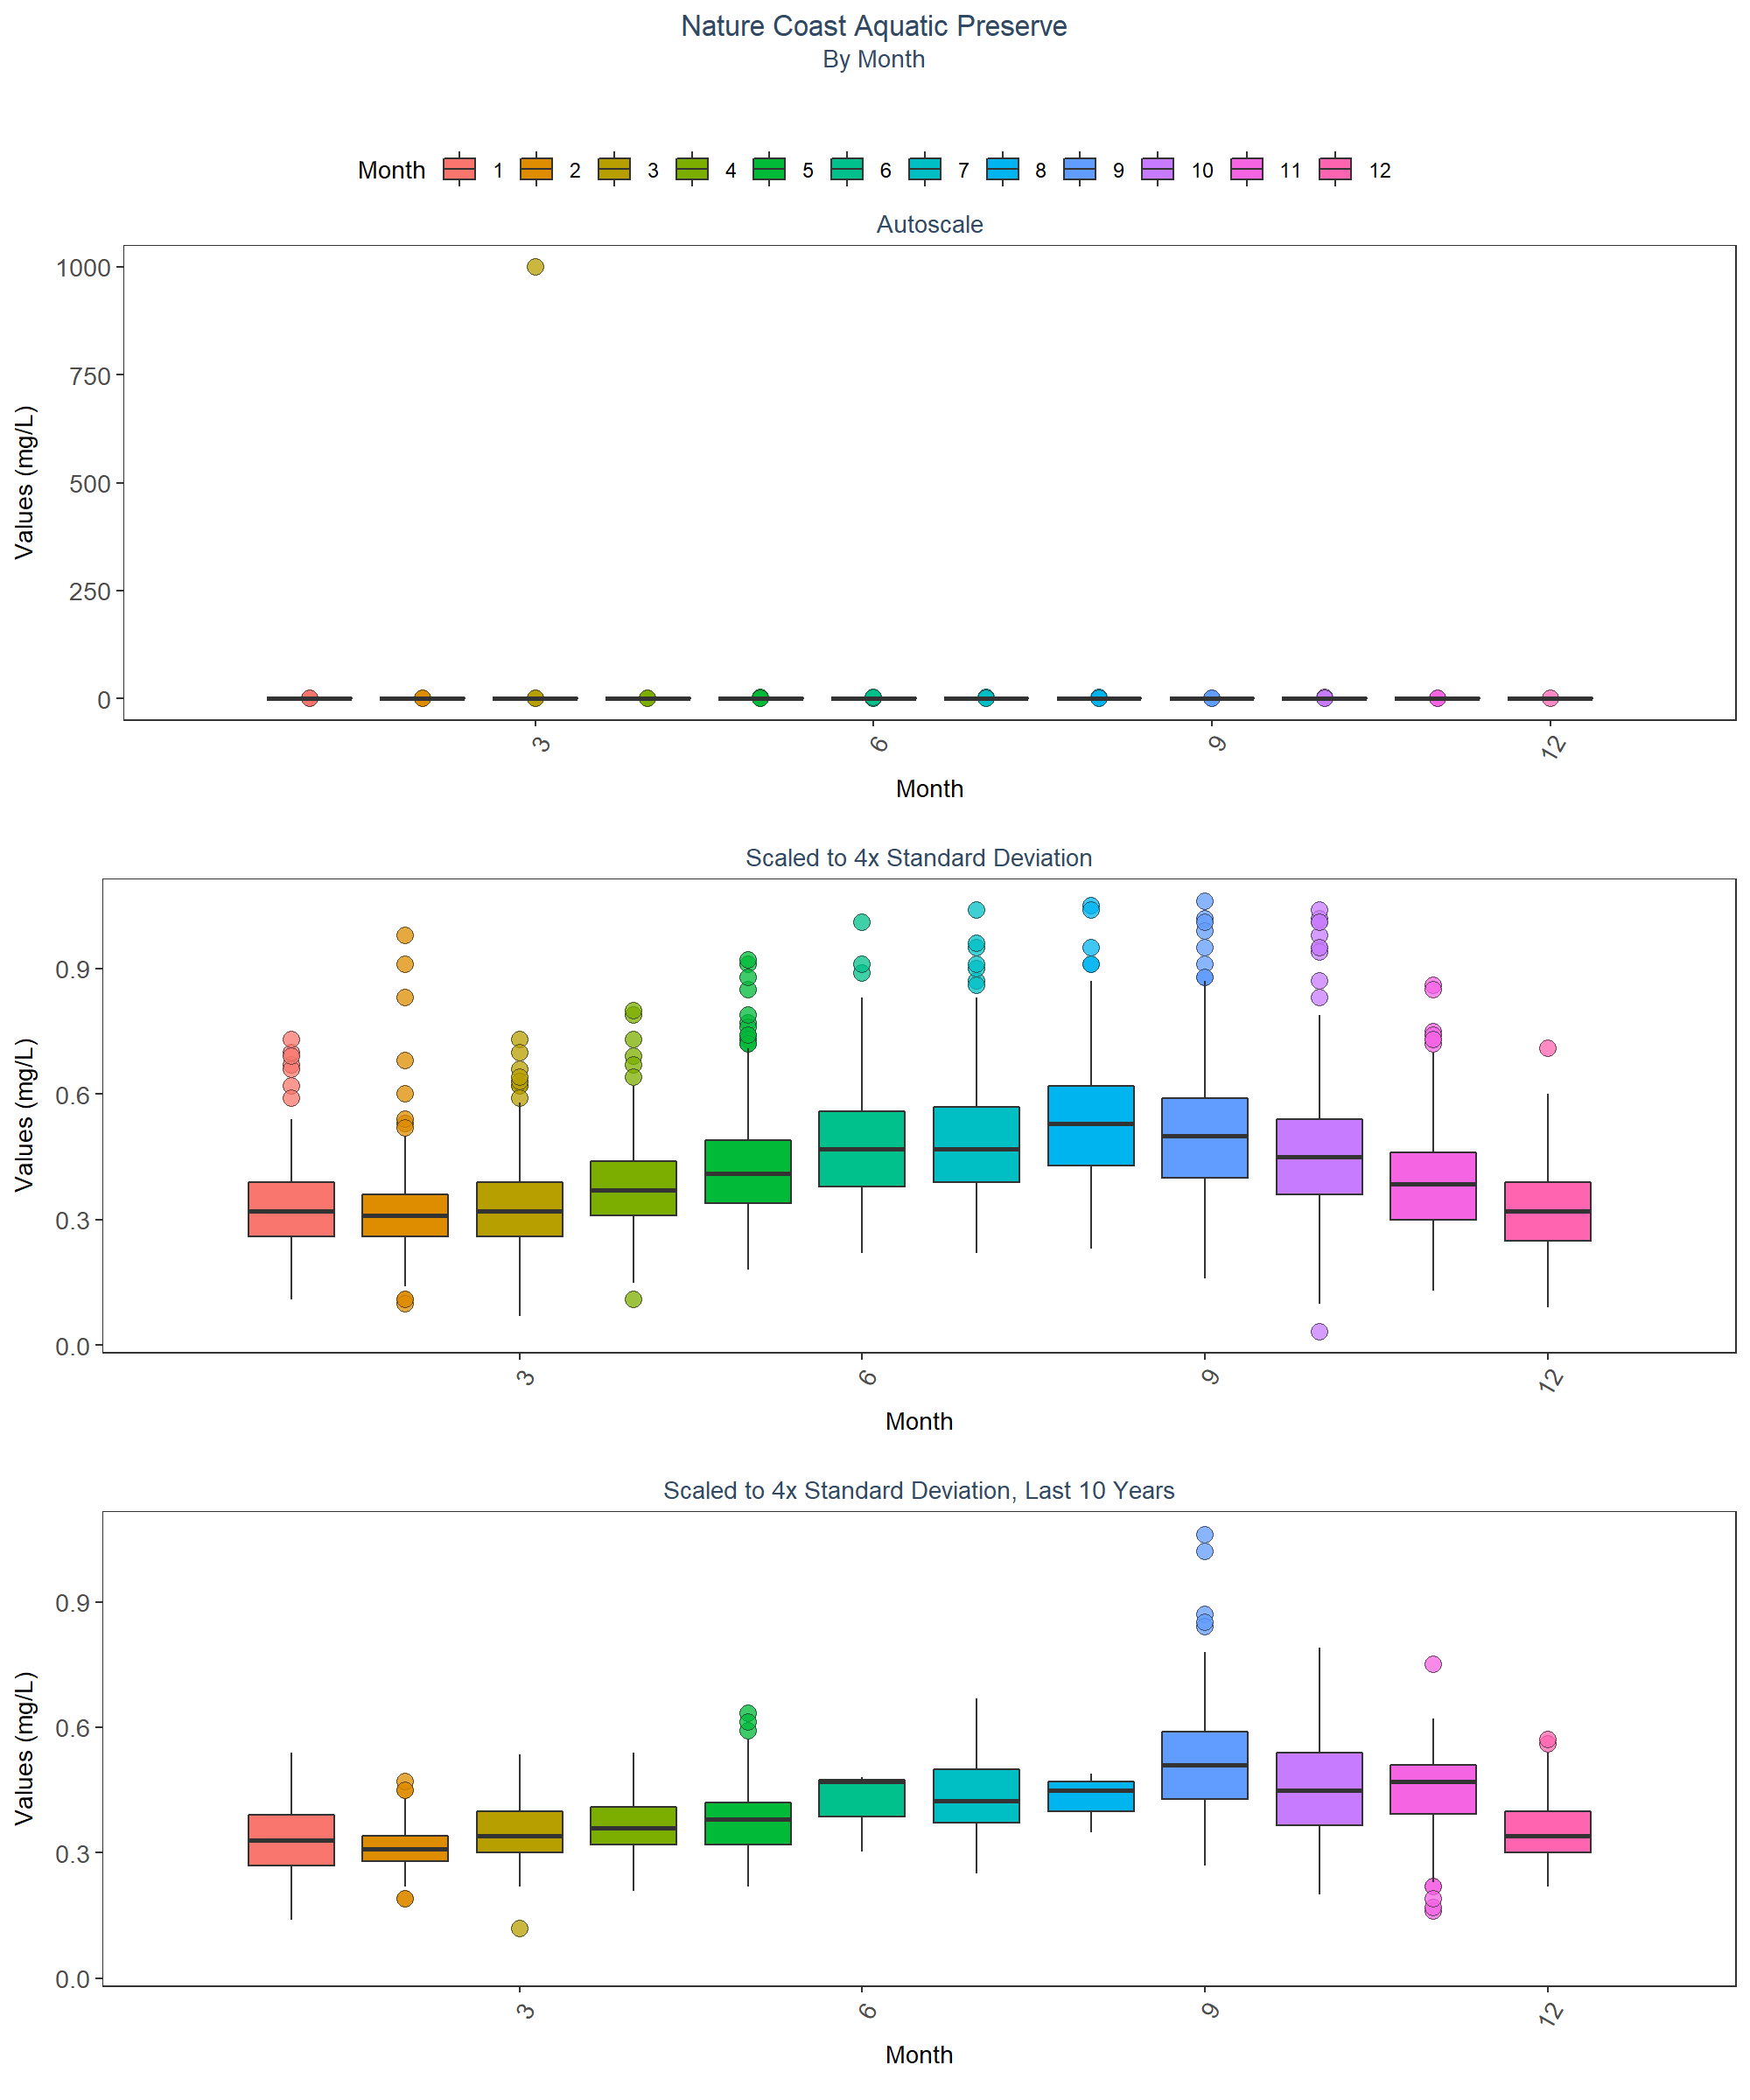 Nature Coast Aquatic Preserve
By Month
Month 1 2 3 4 5 6 7 8 9 10 11 12
Autoscale
Values (mg/L)
1000
750
500
250
0
3 6 9 12
Month
Scaled to 4x Standard Deviation
Values (mg/L)
0.9
0.6
0.3
0.0
3 6 9 12
Month
Scaled to 4x Standard Deviation, Last 10 Years
Values (mg/L)
0.9
0.6
0.3
0.0
3 6 9 12
Month